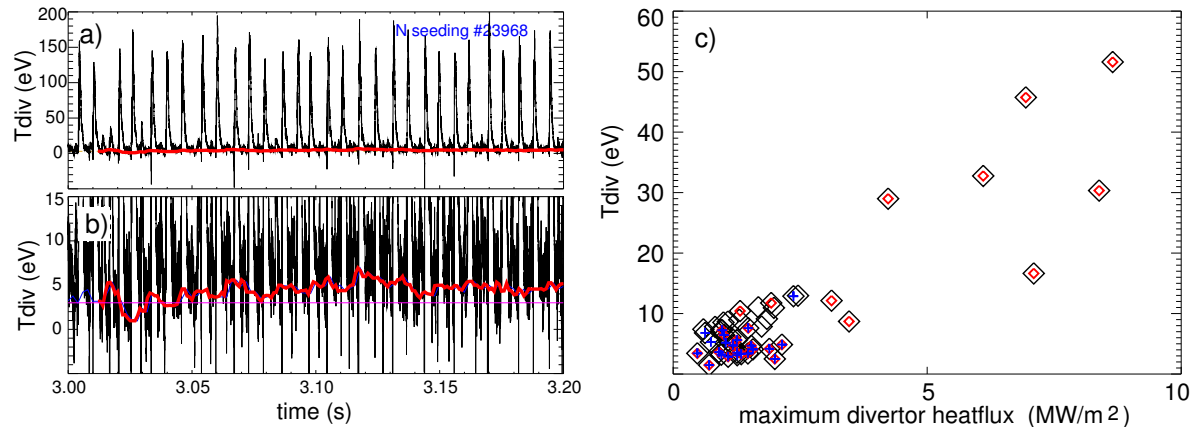 a)
N seeding #23968
Tdiv (eV)
200
150
100
50
0
b)
Tdiv (eV)
15
10
5
0
3.00
3.05
3.10
3.15
3.20
time (s)
c)
Tdiv (eV)
60
50
40
30
20
10
0
5
10
maximum divertor heatflux (MW/m²)